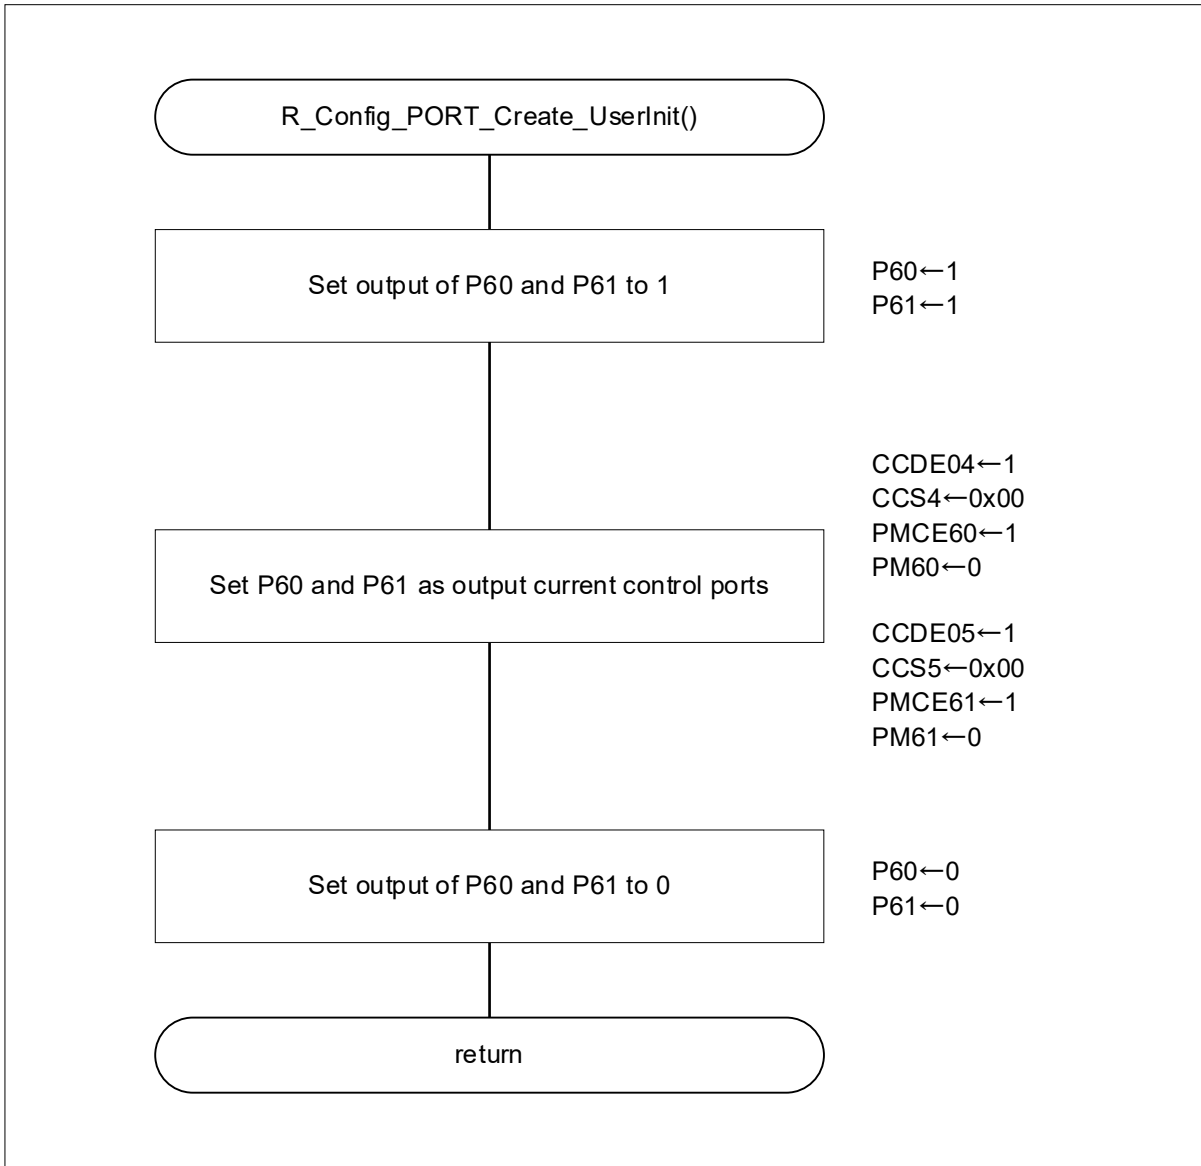 R_Config_PORT_Create_UserInit()
Set output of P60 and P61 to 1
P60←1
P61←1
Set P60 and P61 as output current control ports
CCDE04←1
CCS4←0x00
PMCE60←1
PM60←0
CCDE05←1
CCS5←0x00
PMCE61←1
PM61←0
Set output of P60 and P61 to 0
P60←0
P61←0
return